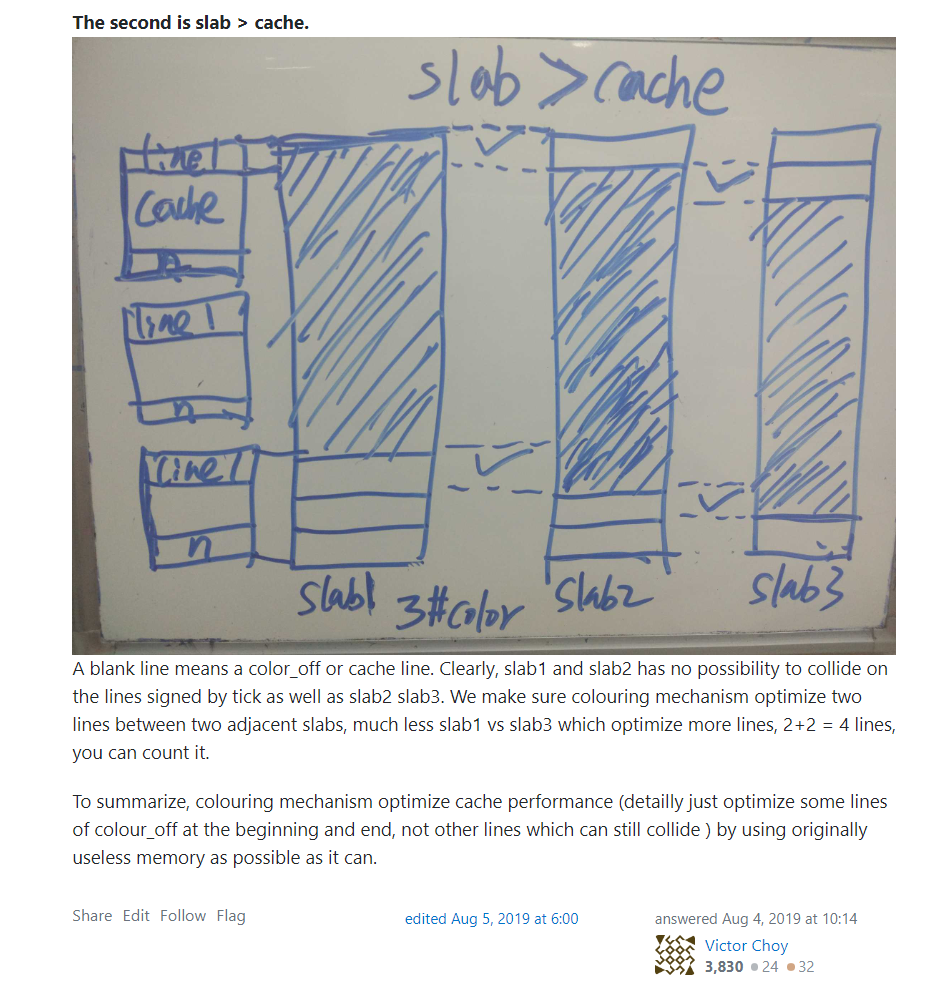 The second is slab > cache.
slab > cache
line 1
cache
n
line 1
n
line 1
n
slab1 3#color slab2 slab3
A blank line means a color_off or cache line. Clearly, slab1 and slab2 has no possibility to collide on
the lines signed by tick as well as slab2 slab3. We make sure colouring mechanism optimize two
lines between two adjacent slabs, much less slab1 vs slab3 which optimize more lines, 2+2 = 4 lines,
you can count it.
To summarize, colouring mechanism optimize cache performance (detailly just optimize some lines
of colour_off at the beginning and end, not other lines which can still collide ) by using originally
useless memory as possible as it can.
Share Edit Follow Flag edited Aug 5, 2019 at 6:00 answered Aug 4, 2019 at 10:14
Victor Choy
3,830 24 32